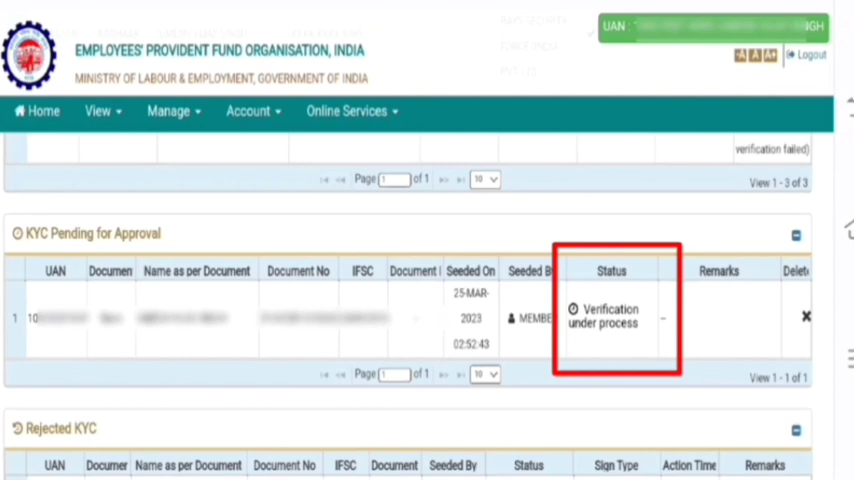 UAN :
GH
EMPLOYEES' PROVIDENT FUND ORGANISATION, INDIA
MINISTRY OF LABOUR & EMPLOYMENT, GOVERNMENT OF INDIA
-A A A+ Logout
Home View Manage Account Online Services
verification failed)
Page 1 of 1 10 View 1 - 3 of 3
KYC Pending for Approval
UAN Documen Name as per Document Document No IFSC Document Seeded On Seeded B Status Remarks Delet
25-MAR-
1 10 2023 MEMBE Verification under process -- ✖
02:52:43
Page 1 of 1 10 View 1 - 1 of 1
Rejected KYC
UAN Documer Name as per Document Document No IFSC Document Seeded By Status Sign Type Action Time Remarks